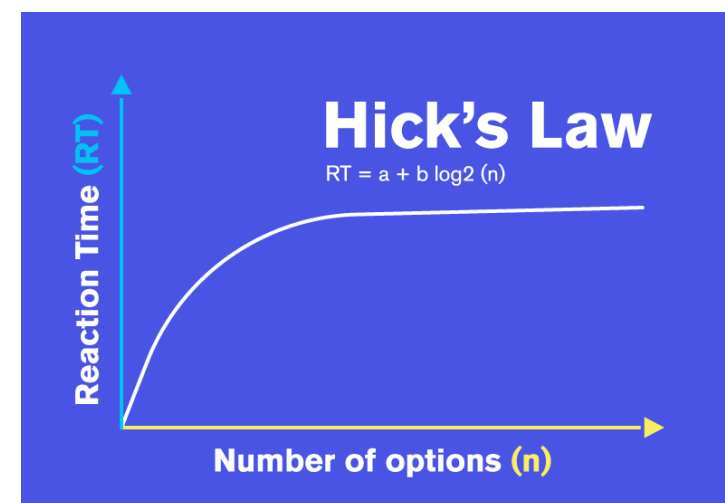 Hick’s Law
RT = a + b log2 (n)
Reaction Time (RT)
Number of options (n)